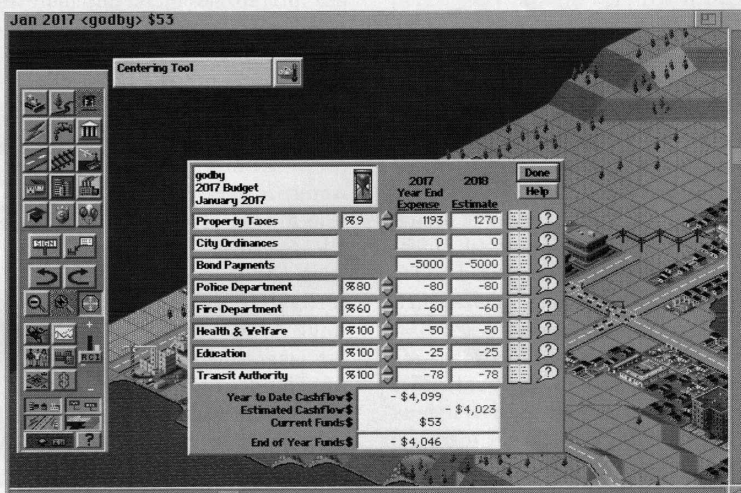 Jan 2017 <godby> $53
Centering Tool
godby
2017 Budget
January 2017
2017
Year End
Expense
2018
Estimate
Done
Help
Property Taxes %9 1193 1270
City Ordinances 0 0
Bond Payments -5000 -5000
Police Department %80 -80 -80
Fire Department %60 -60 -60
Health & Welfare %100 -50 -50
Education %100 -25 -25
Transit Authority %100 -78 -78
Year to Date Cashflow$ - $4,099
Estimated Cashflow$ - $4,023
Current Funds$ $53
End of Year Funds$ - $4,046
SIGN
RCI